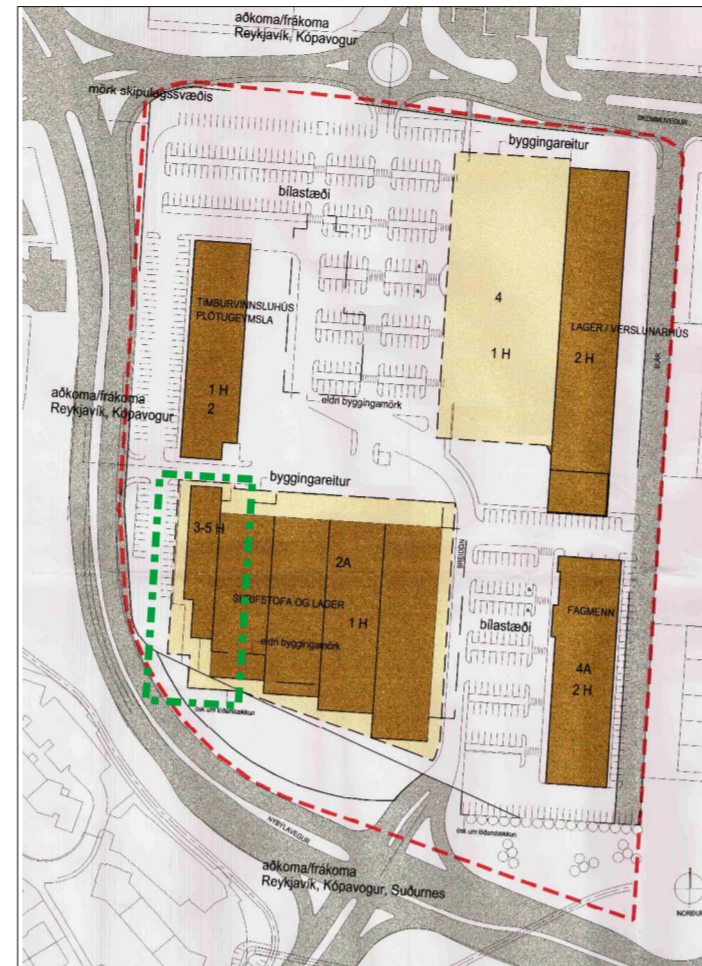 aðkoma/frákoma
Reykjavík, Kópavogur
mörk skipulagssvæðis
SKEMMUVEGUR
byggingareitur
bílastæði
TIMBURVINNSLUHÚS
PLÖTUGEYMSLA
4
LAGER / VERSLUNARHÚS
1 H
2 H
1 H
2
eldri byggingamörk
aðkoma/frákoma
Reykjavík, Kópavogur
byggingareitur
3-5 H
2A
SKRIFSTOFA OG LAGER
1 H
eldri byggingamörk
FAGMENN
bílastæði
4A
2 H
ósk um lóðarstækkun
NÝBÝLAVEGUR
ósk um lóðarstækkun
aðkoma/frákoma
Reykjavík, Kópavogur, Suðurnes
NORÐUR